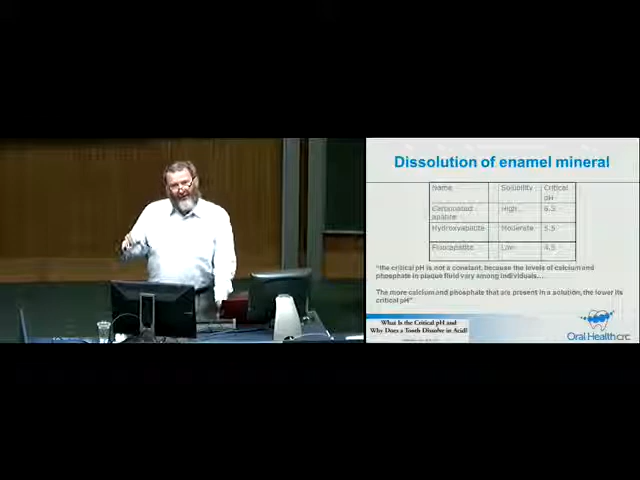 Dissolution of enamel mineral
Name Solubility Critical
pH
Carbonated High 6.5
apatite
Hydroxyapatite Moderate 5.5
Fluorapatite Low 4.5
"the critical pH is not a constant, because the levels of calcium and
phosphate in plaque fluid vary among individuals...
The more calcium and phosphate that are present in a solution, the lower its
critical pH"
What Is the Critical pH and
Why Does a Tooth Dissolve in Acid?
Oral Health CRC